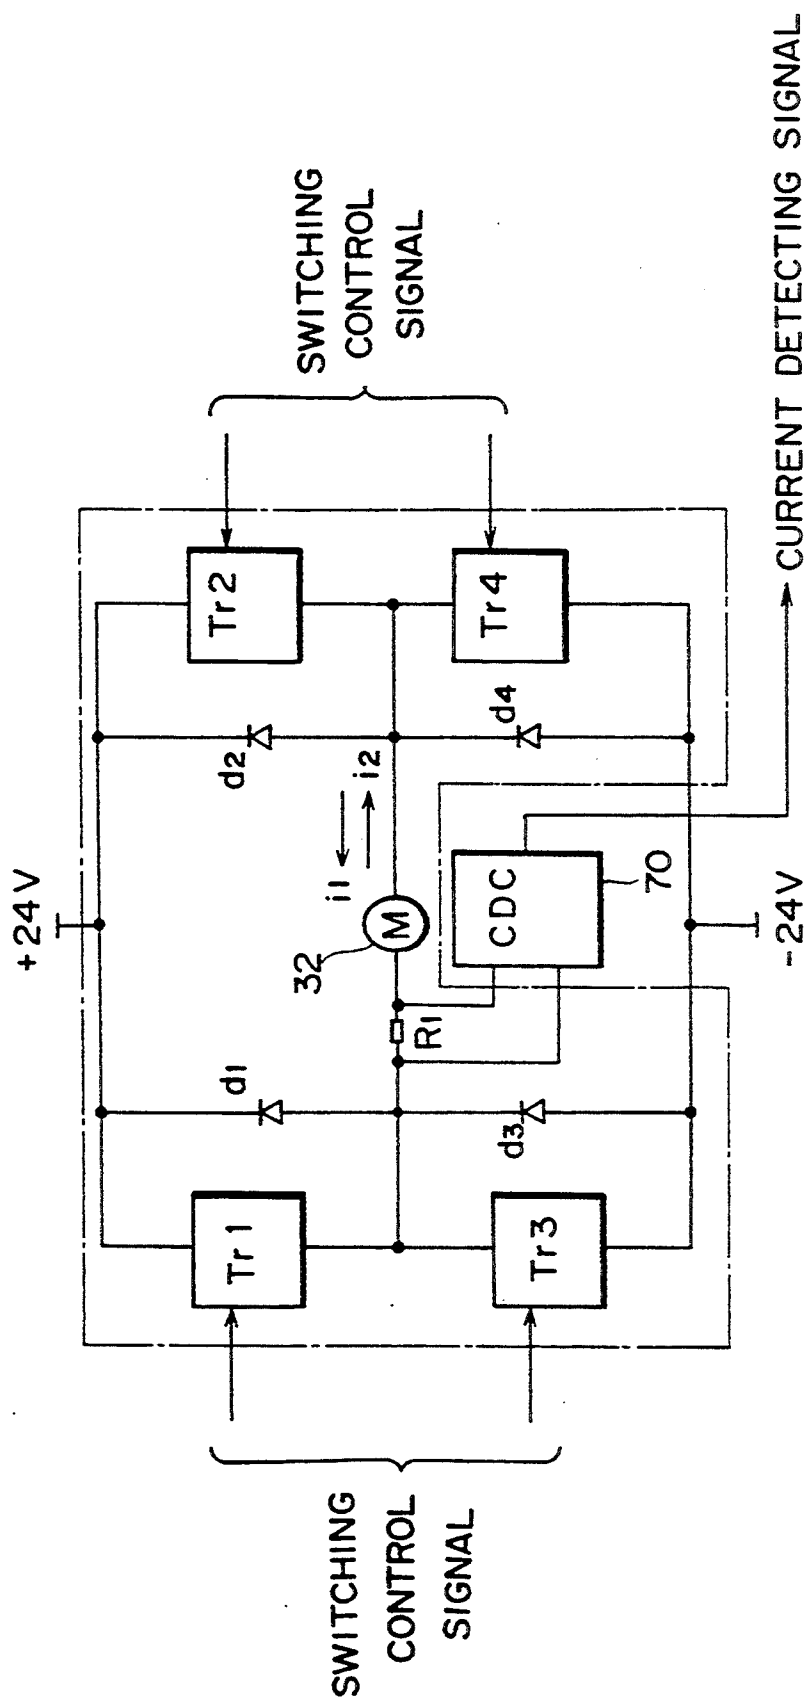 +24V
SWITCHING
CONTROL
SIGNAL
Tr1
d1
d2
Tr2
32
M
i1
i2
R1
SWITCHING
CONTROL
SIGNAL
Tr3
d3
CDC
70
d4
Tr4
-24V
CURRENT DETECTING SIGNAL